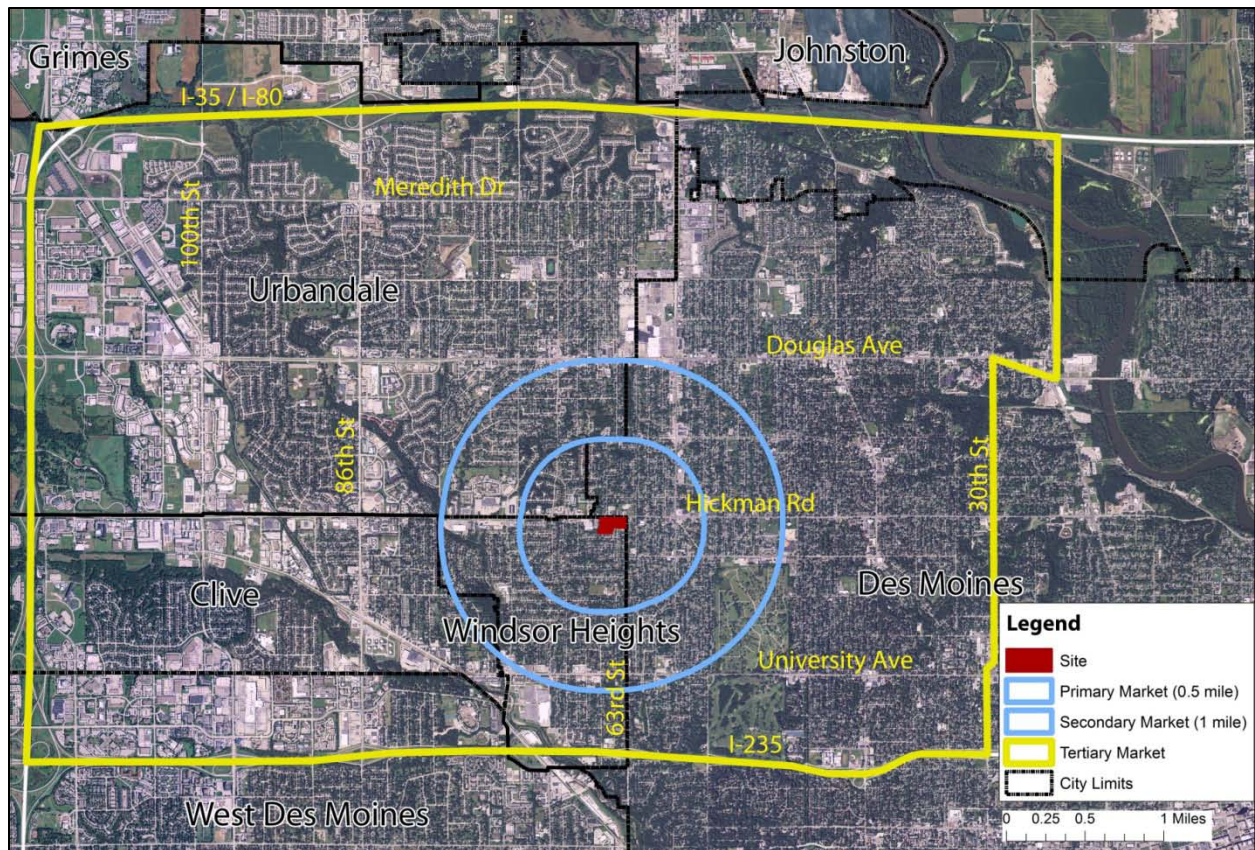 Grimes
Johnston
I-35 / I-80
Meredith Dr
100th St
Urbandale
Douglas Ave
86th St
Hickman Rd
30th St
Clive
Des Moines
Windsor Heights
University Ave
63rd St
I-235
West Des Moines
Legend
Site
Primary Market (0.5 mile)
Secondary Market (1 mile)
Tertiary Market
City Limits
0 0.25 0.5 1 Miles